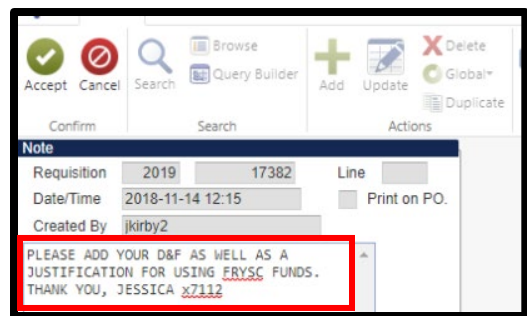 Browse
Delete
Accept Cancel Search Query Builder Add Update Global
Duplicate
Confirm Search Actions
Note
Requisition 2019 17382 Line
Date/Time 2018-11-14 12:15 Print on PO.
Created By jkirby2
PLEASE ADD YOUR D&F AS WELL AS A
JUSTIFICATION FOR USING FRYSC FUNDS.
THANK YOU, JESSICA x7112